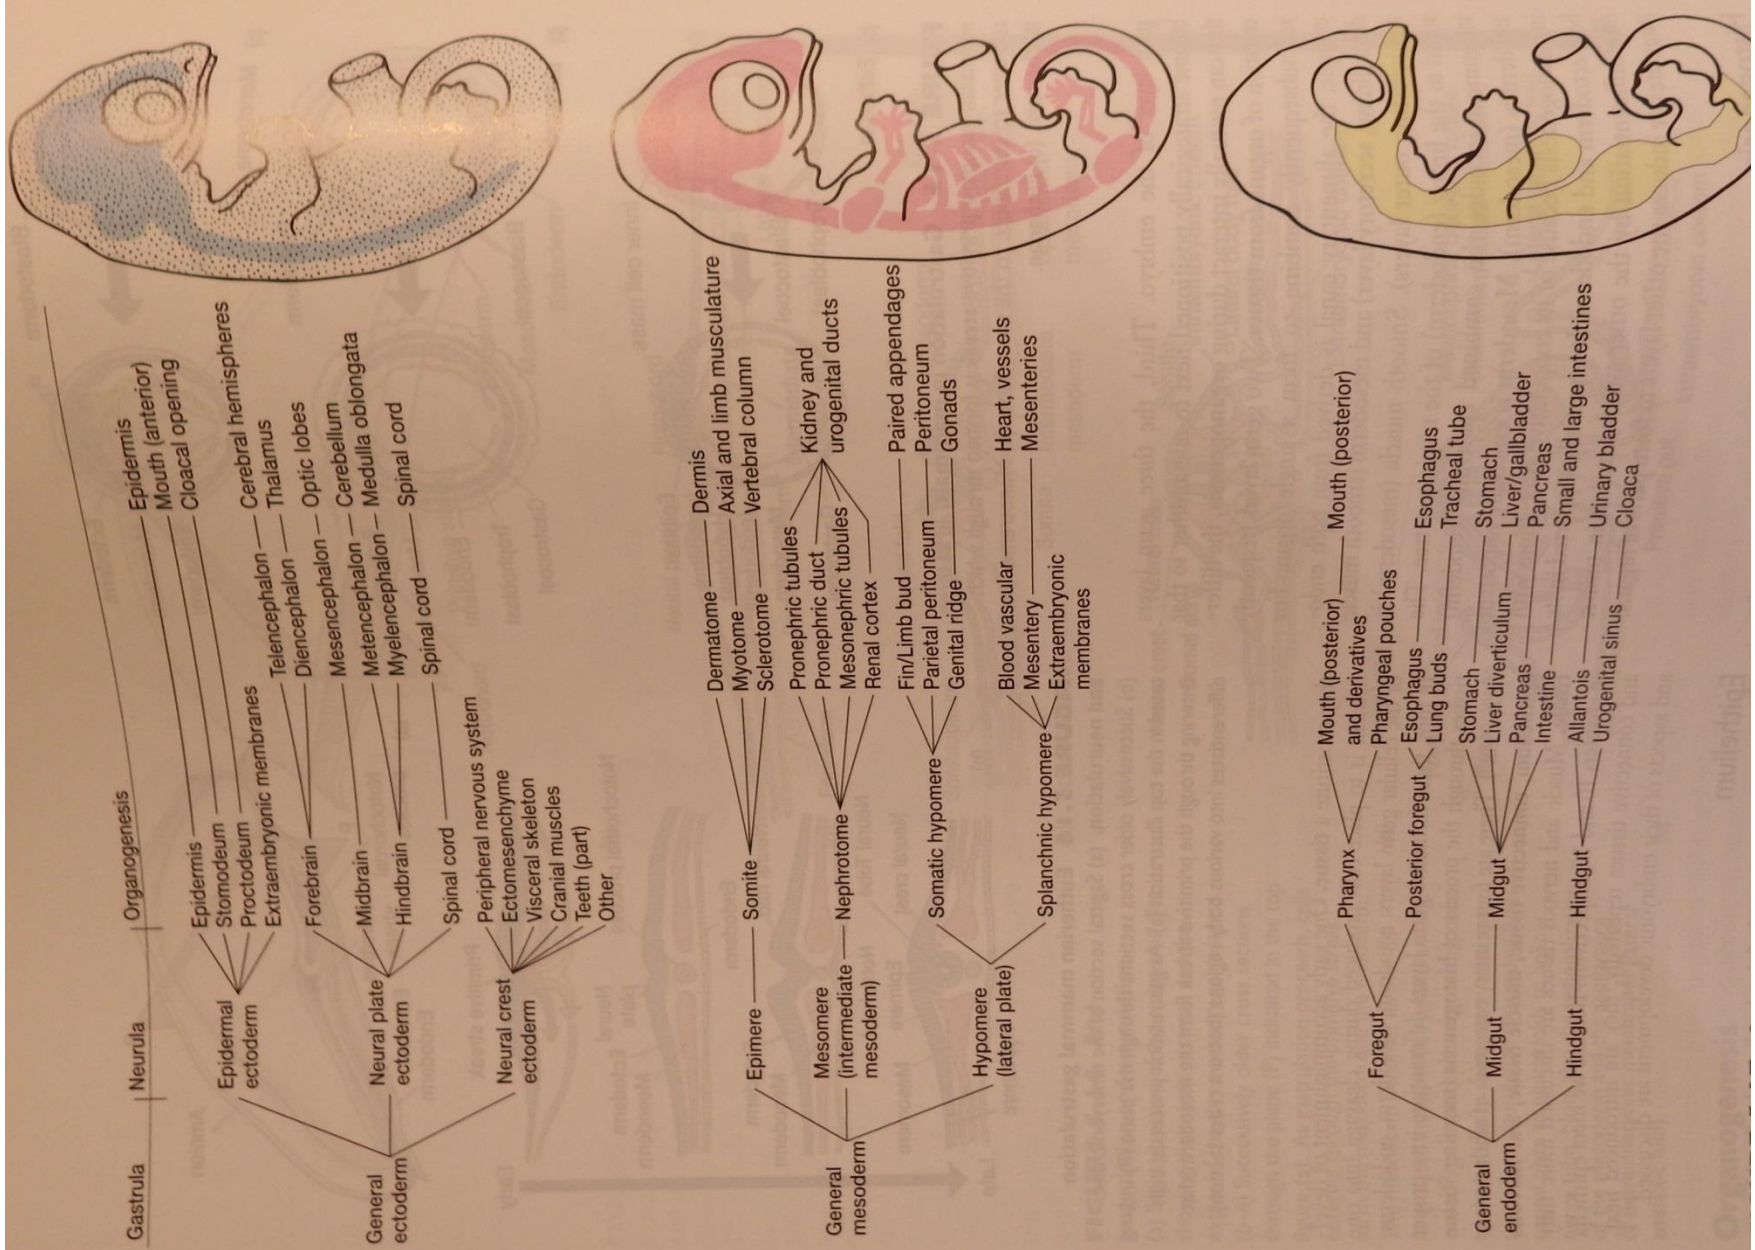 Gastrula
Neurula
Organogenesis
General
ectoderm
Epidermal
ectoderm
Epidermis
Epidermis
Stomodeum
Mouth (anterior)
Proctodeum
Cloacal opening
Extraembryonic membranes
Neural plate
ectoderm
Forebrain
Telencephalon
Cerebral hemispheres
Diencephalon
Thalamus
Midbrain
Mesencephalon
Optic lobes
Hindbrain
Metencephalon
Cerebellum
Myelencephalon
Medulla oblongata
Spinal cord
Spinal cord
Spinal cord
Neural crest
ectoderm
Peripheral nervous system
Ectomesenchyme
Visceral skeleton
Cranial muscles
Teeth (part)
Other
General
mesoderm
Epimere
Somite
Dermatome
Dermis
Myotome
Axial and limb musculature
Sclerotome
Vertebral column
Mesomere
(intermediate
mesoderm)
Nephrotome
Pronephric tubules
Pronephric duct
Mesonephric tubules
Renal cortex
Kidney and
urogenital ducts
Hypomere
(lateral plate)
Somatic hypomere
Fin/Limb bud
Paired appendages
Parietal peritoneum
Peritoneum
Genital ridge
Gonads
Splanchnic hypomere
Blood vascular
Heart, vessels
Mesentery
Mesenteries
Extraembryonic
membranes
General
endoderm
Foregut
Pharynx
Mouth (posterior)
and derivatives
Mouth (posterior)
Pharyngeal pouches
Posterior foregut
Esophagus
Esophagus
Lung buds
Tracheal tube
Midgut
Midgut
Stomach
Stomach
Liver diverticulum
Liver/gallbladder
Pancreas
Pancreas
Intestine
Small and large intestines
Hindgut
Hindgut
Allantois
Urinary bladder
Urogenital sinus
Cloaca